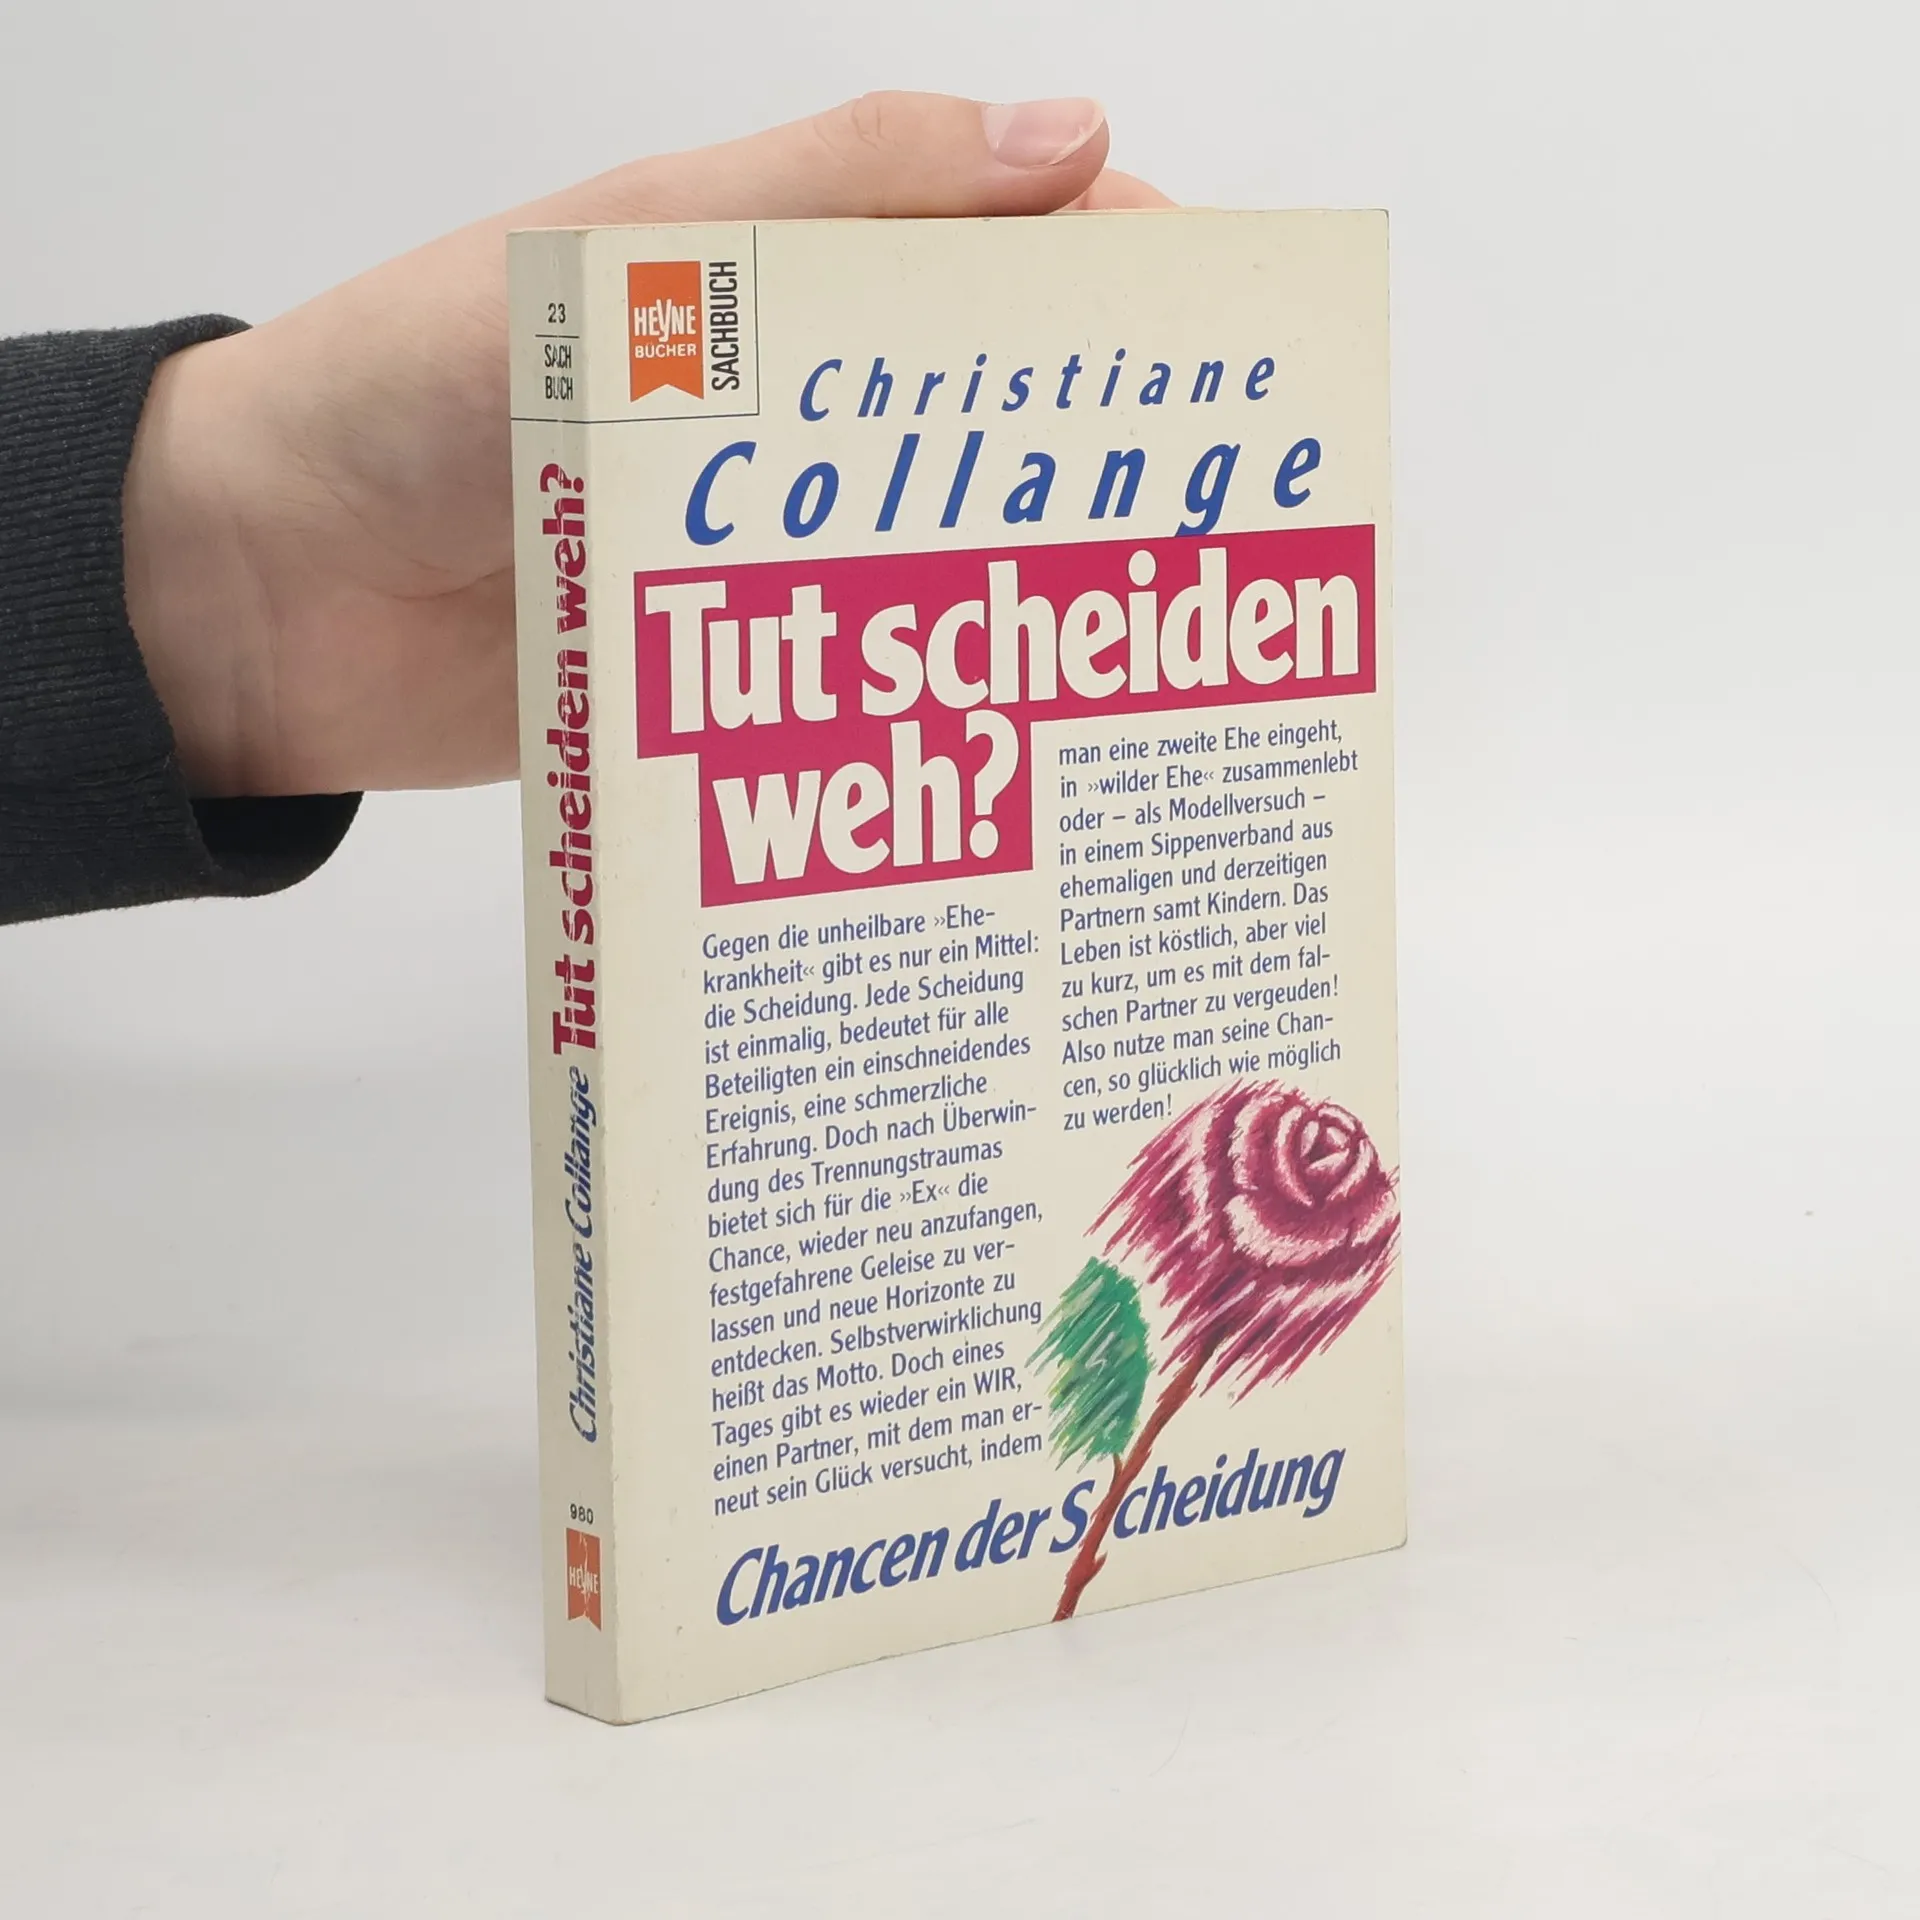 23
SACH
BUCH
Tut scheiden weh?
Christiane Collange
980
HEYNE
HEYNE
BÜCHER
SACHBUCH
Christiane
Collange
Tut scheiden
weh?
Gegen die unheilbare »Ehe-
krankheit« gibt es nur ein Mittel:
die Scheidung. Jede Scheidung
ist einmalig, bedeutet für alle
Beteiligten ein einschneidendes
Ereignis, eine schmerzliche
Erfahrung. Doch nach Überwin-
dung des Trennungstraumas
bietet sich für die »Ex« die
Chance, wieder neu anzufangen,
festgefahrene Geleise zu ver-
lassen und neue Horizonte zu
entdecken. Selbstverwirklichung
heißt das Motto. Doch eines
Tages gibt es wieder ein WIR,
einen Partner, mit dem man er-
neut sein Glück versucht, indem
man eine zweite Ehe eingeht,
in »wilder Ehe« zusammenlebt
oder – als Modellversuch –
in einem Sippenverband aus
ehemaligen und derzeitigen
Partnern samt Kindern. Das
Leben ist köstlich, aber viel
zu kurz, um es mit dem fal-
schen Partner zu vergeuden!
Also nutze man seine Chan-
cen, so glücklich wie möglich
zu werden!
Chancen der Scheidung